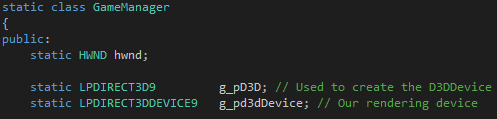 static class GameManager
{
public:
static HWND hwnd;
static LPDIRECT3D9 g_pD3D; // Used to create the D3DDevice
static LPDIRECT3DDEVICE9 g_pd3dDevice; // Our rendering device